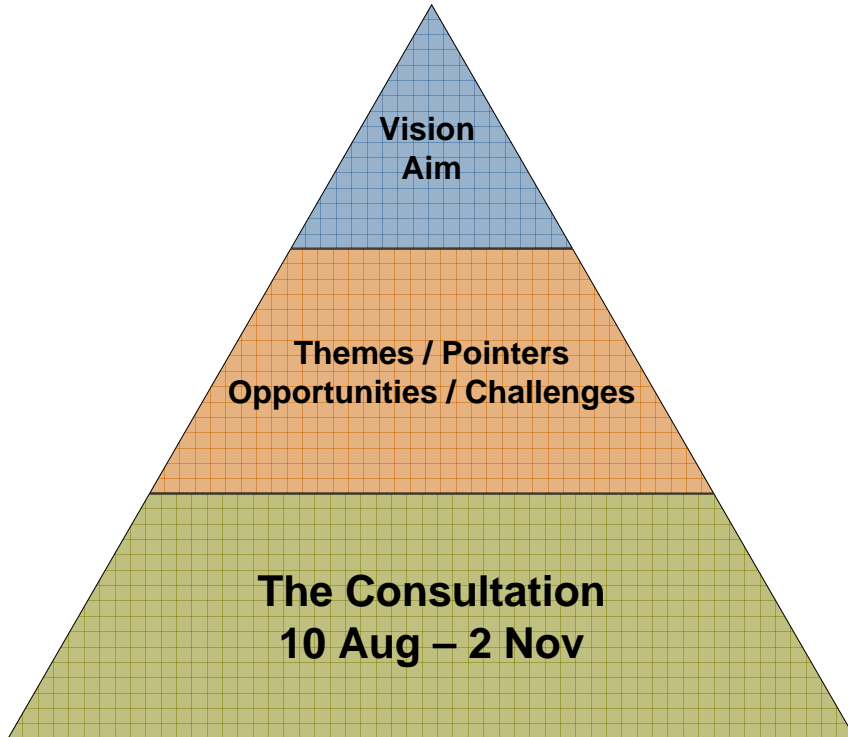 Vision
Aim
Themes / Pointers
Opportunities / Challenges
The Consultation
10 Aug – 2 Nov